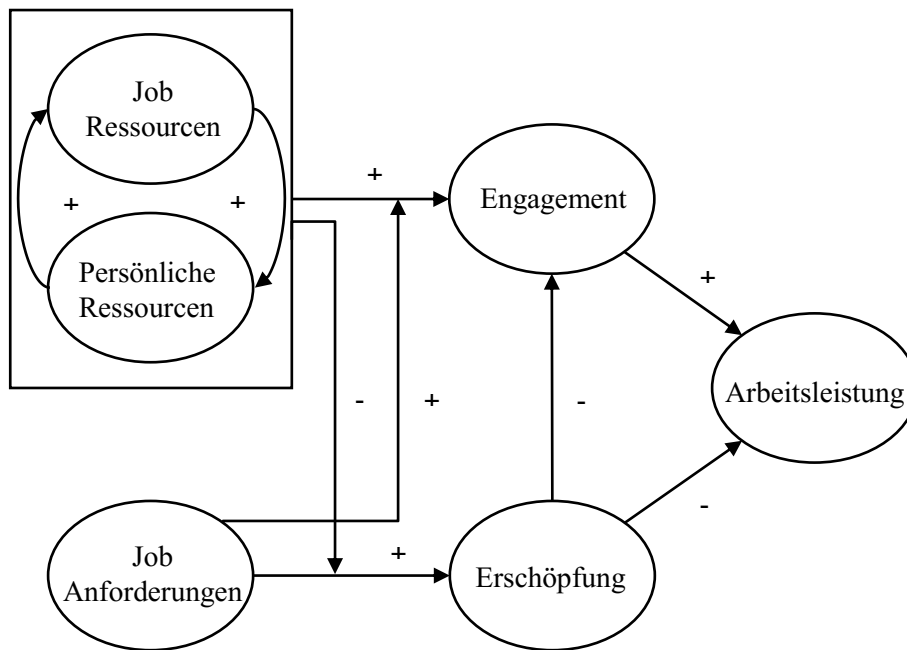 Job
Ressourcen
+
+
Persönliche
Ressourcen
+
Engagement
+
-
+
-
Arbeitsleistung
-
Job
Anforderungen
+
Erschöpfung